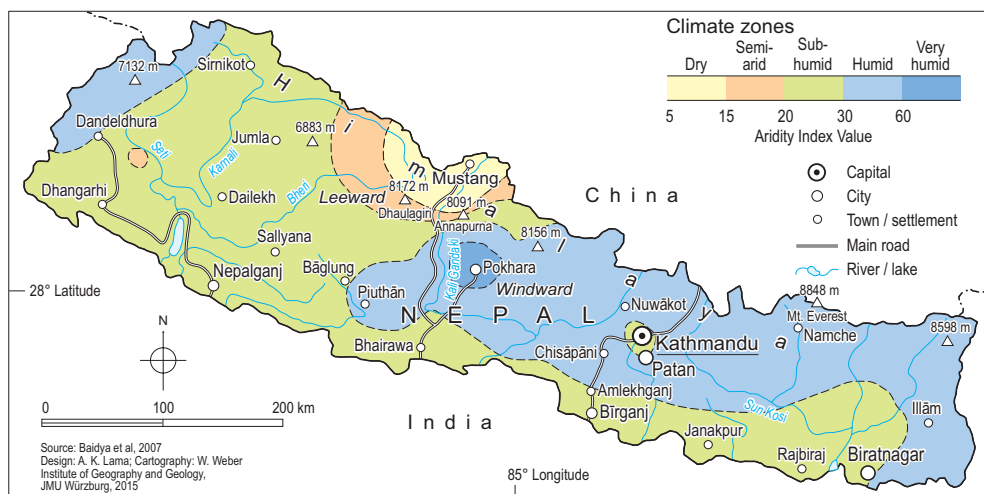 Climate zones
Dry
Semi-
arid
Sub-
humid
Humid
Very
humid
5 15 20 30 60
Aridity Index Value
Capital
City
Town / settlement
Main road
River / lake
7132 m
Sirnikot
Dandeldhura
Seti
Karnali
Jumla
6883 m
Himalaya
Dhangarhi
Dailekh
Bheri
Leeward
8172 m
Dhaulagiri
Mustang
8091 m
Annapurna
China
Sallyana
Nepalganj
Bāglung
Piuthān
Kali Gandaki
8156 m
Pokhara
Windward
28° Latitude
NEPAL
Nuwākot
8848 m
Mt. Everest
Namche
8598 m
Bhairawa
Chisāpāni
Kathmandu
Patan
N
Amlekhganj
Bīrganj
Sun-Kosi
Illām
Janakpur
Rajbiraj
Biratnagar
India
0 100 200 km
85° Longitude
Source: Baidya et al, 2007
Design: A. K. Lama; Cartography: W. Weber
Institute of Geography and Geology,
JMU Würzburg, 2015